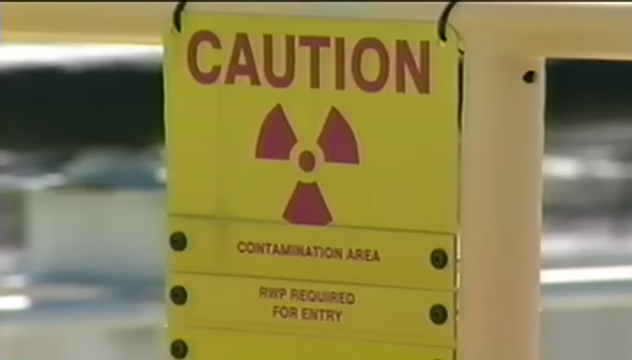 CAUTION
CONTAMINATION AREA
RWP REQUIRED
FOR ENTRY